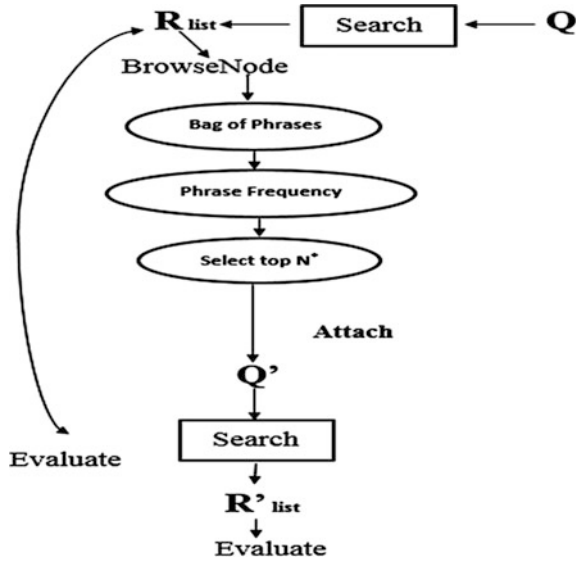 R list Search Q
BrowseNode
Bag of Phrases
Phrase Frequency
Select top N*
Attach
Q'
Search
Evaluate
R' list
Evaluate